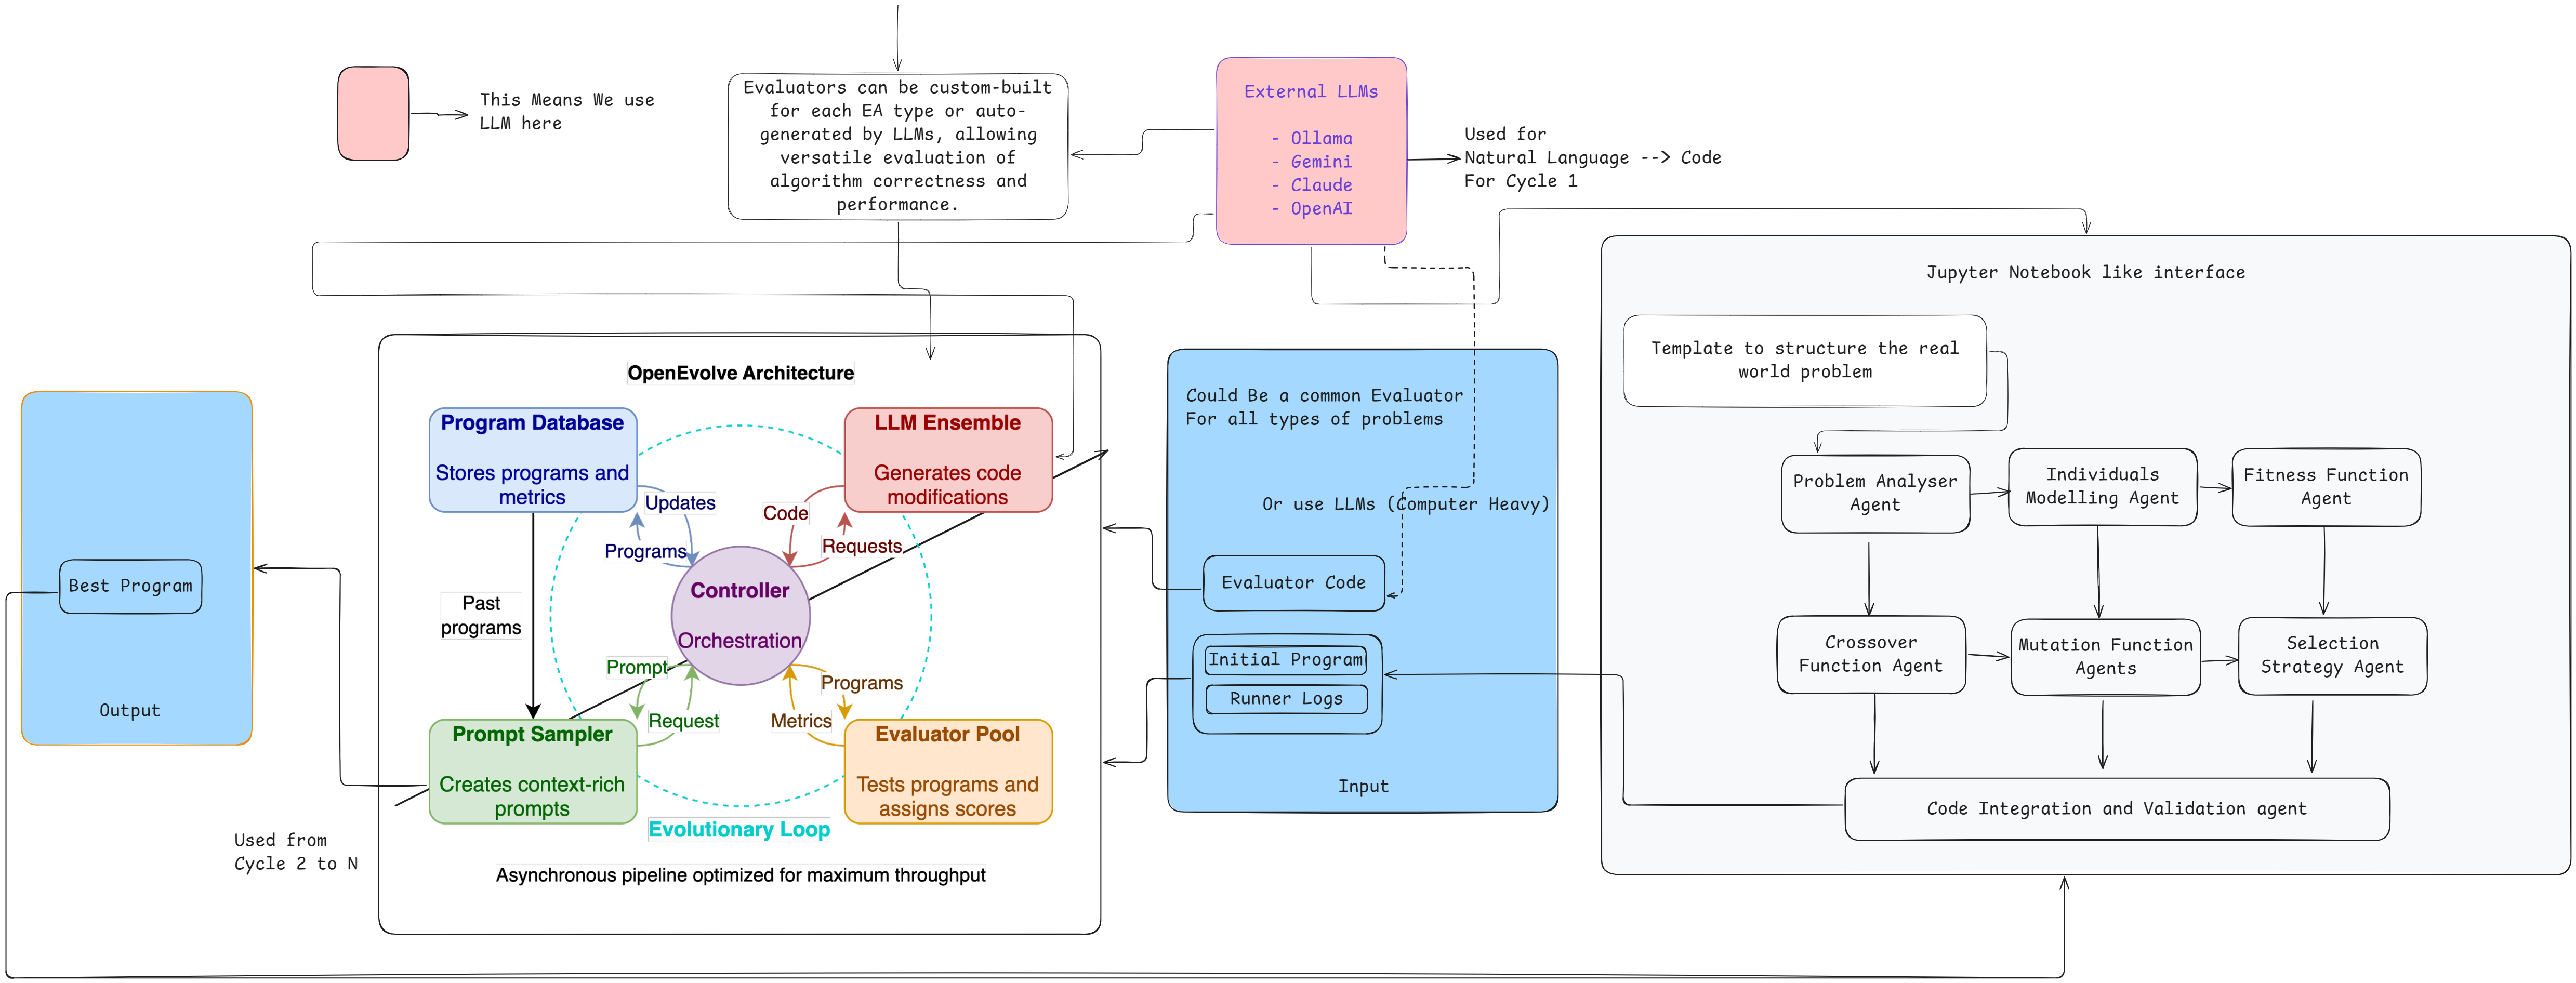 This Means We use
LLM here
Evaluators can be custom-built
for each EA type or auto-
generated by LLMs, allowing
versatile evaluation of
algorithm correctness and
performance.
External LLMs
- Ollama
- Gemini
- Claude
- OpenAI
Used for
Natural Language --> Code
For Cycle 1
Jupyter Notebook like interface
Template to structure the real
world problem
Problem Analyser
Agent
Individuals
Modelling Agent
Fitness Function
Agent
Crossover
Function Agent
Mutation Function
Agents
Selection
Strategy Agent
Code Integration and Validation agent
Could Be a common Evaluator
For all types of problems
Or use LLMs (Computer Heavy)
Evaluator Code
Initial Program
Runner Logs
Input
OpenEvolve Architecture
Program Database
Stores programs and
metrics
LLM Ensemble
Generates code
modifications
Updates
Programs
Code
Requests
Controller
Orchestration
Past
programs
Prompt
Request
Programs
Metrics
Prompt Sampler
Creates context-rich
prompts
Evaluator Pool
Tests programs and
assigns scores
Evolutionary Loop
Asynchronous pipeline optimized for maximum throughput
Best Program
Output
Used from
Cycle 2 to N